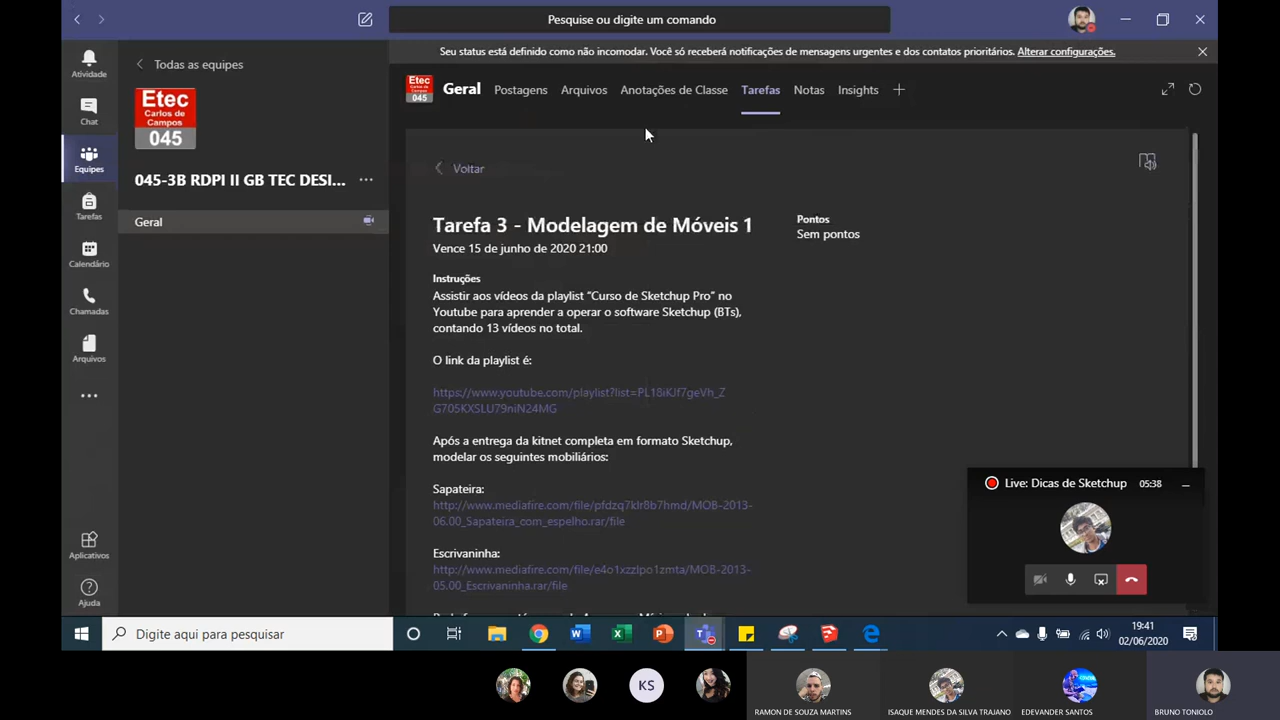 Pesquise ou digite um comando
Seu status está definido como não incomodar. Você só receberá notificações de mensagens urgentes e dos contatos prioritários. Alterar configurações.
Atividade
Chat
Equipes
Tarefas
Calendário
Chamadas
Arquivos
Aplicativos
Ajuda
Todas as equipes
Etec
Carlos de
Campos
045
045-3B RDPI II GB TEC DESI...
Geral
Etec
045
Geral
Postagens
Arquivos
Anotações de Classe
Tarefas
Notas
Insights
Voltar
Tarefa 3 - Modelagem de Móveis 1
Vence 15 de junho de 2020 21:00
Pontos
Sem pontos
Instruções
Assistir aos vídeos da playlist "Curso de Sketchup Pro" no
Youtube para aprender a operar o software Sketchup (BTs),
contando 13 vídeos no total.
O link da playlist é:
https://www.youtube.com/playlist?list=PL18iKJf7geVh_Z
G705KXSLU79niN24MG
Após a entrega da kitnet completa em formato Sketchup,
modelar os seguintes mobiliários:
Sapateira:
http://www.mediafire.com/file/pfdzq7klr8b7hmd/MOB-2013-
06.00_Sapateira_com_espelho.rar/file
Escrivaninha:
http://www.mediafire.com/file/e4o1xzzlpo1zmta/MOB-2013-
05.00_Escrivaninha.rar/file
Live: Dicas de Sketchup
05:38
Digite aqui para pesquisar
19:41
02/06/2020
KS
RAMON DE SOUZA MARTINS
ISAQUE MENDES DA SILVA TRAJANO
EDEVANDER SANTOS
BRUNO TONIOLO